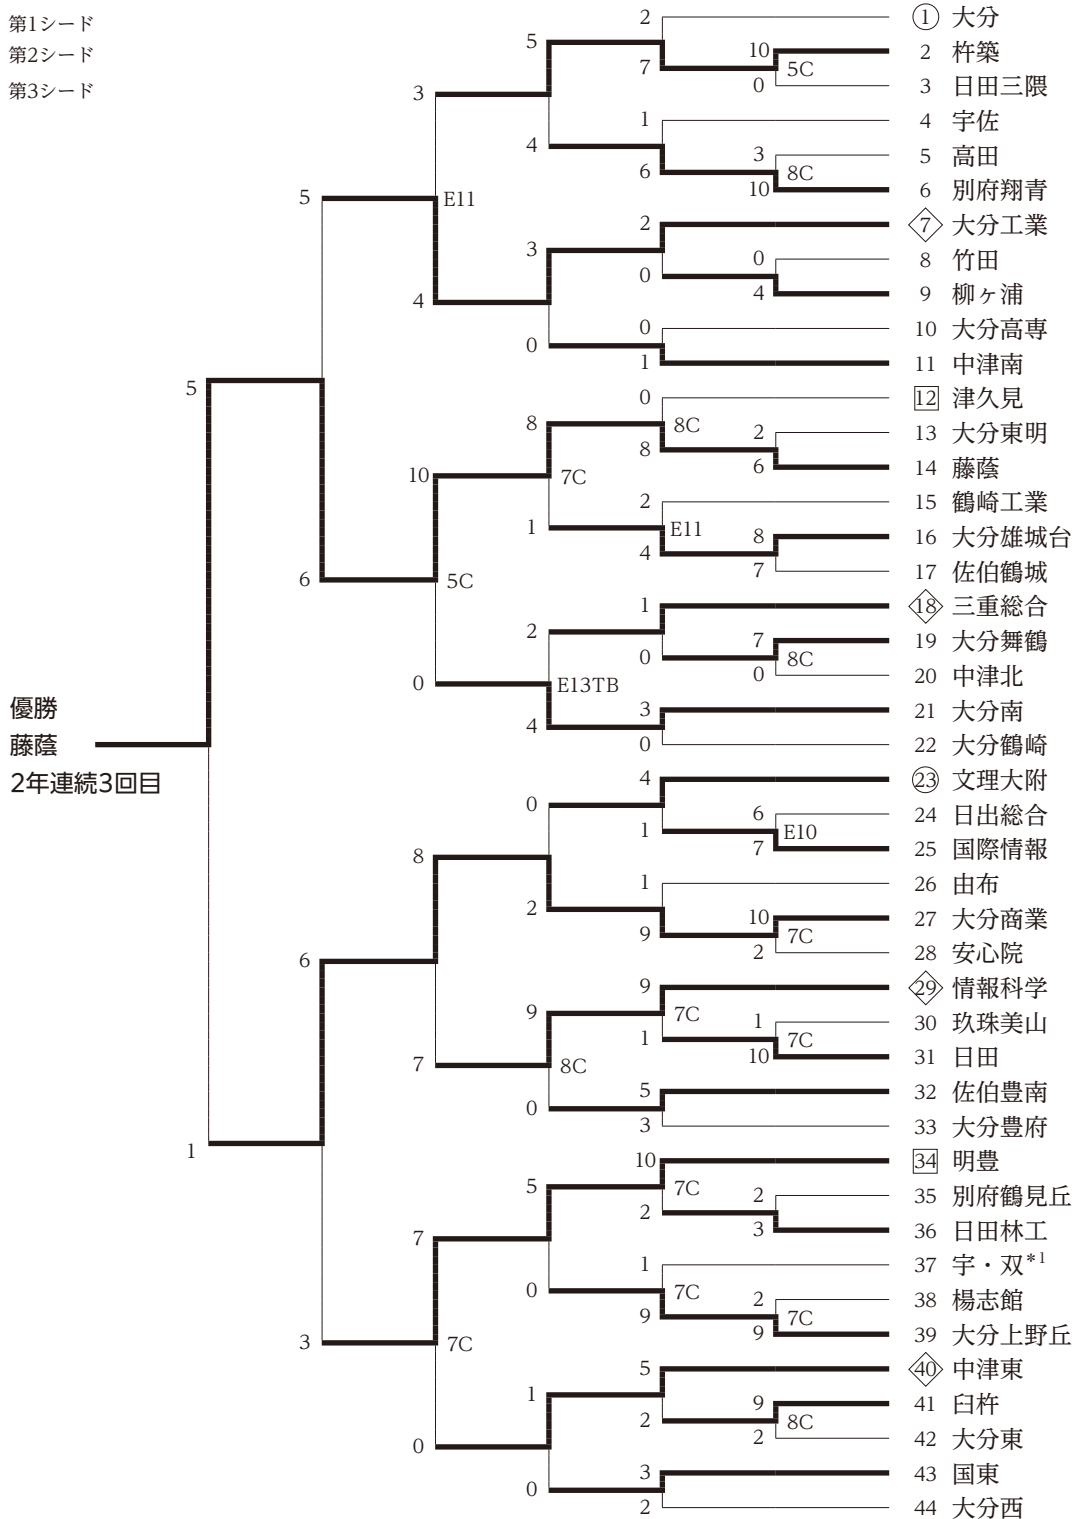 第1シード
第2シード
第3シード
2 ① 大分
5
7 10 2 杵築
5C
0 3 日田三隈
3
1 4 宇佐
4
6 3 5 高田
8C
10 6 別府翔青
5 E11
2 7 大分工業
3
0 0 8 竹田
4 9 柳ヶ浦
4
0 10 大分高専
0
1 11 中津南
5
0 12 津久見
8 8C
8 2 13 大分東明
6 14 藤蔭
10 7C
2 15 鶴崎工業
1 E11
4 8 16 大分雄城台
7 17 佐伯鶴城
6 5C
1 18 三重総合
2
0 7 19 大分舞鶴
8C
0 20 中津北
0 E13TB
3 21 大分南
4
0 22 大分鶴崎
優勝
藤蔭
2年連続3回目
4 ㉓ 文理大附
0
1 6 24 日出総合
E10
7 25 国際情報
8
1 26 由布
2
9 10 27 大分商業
7C
2 28 安心院
6
9 29 情報科学
9 7C
1 1 30 玖珠美山
7C
10 31 日田
7 8C
5 32 佐伯豊南
0
3 33 大分豊府
1
10 34 明豊
5 7C
2 2 35 別府鶴見丘
3 36 日田林工
7
1 37 宇・双*1
0 7C
9 2 38 楊志館
7C
9 39 大分上野丘
3 7C
5 40 中津東
1
2 9 41 臼杵
8C
2 42 大分東
0
3 43 国東
0
2 44 大分西